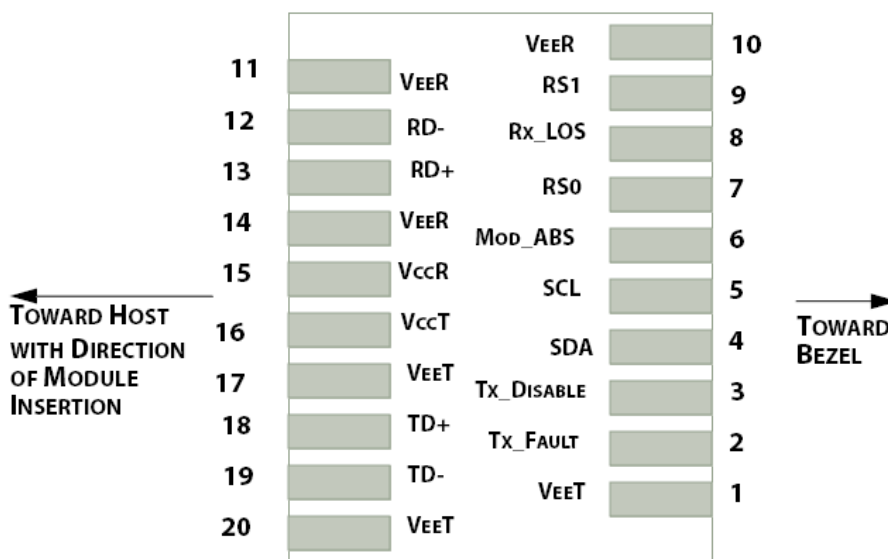 11 VEER
12 RD-
13 RD+
14 VEER
15 VCCR
16 VCCT
17 VEET
18 TD+
19 TD-
20 VEET
VEER 10
RS1 9
RX_LOS 8
RS0 7
MOD_ABS 6
SCL 5
SDA 4
TX_DISABLE 3
TX_FAULT 2
VEET 1
TOWARD HOST
WITH DIRECTION
OF MODULE
INSERTION
TOWARD
BEZEL